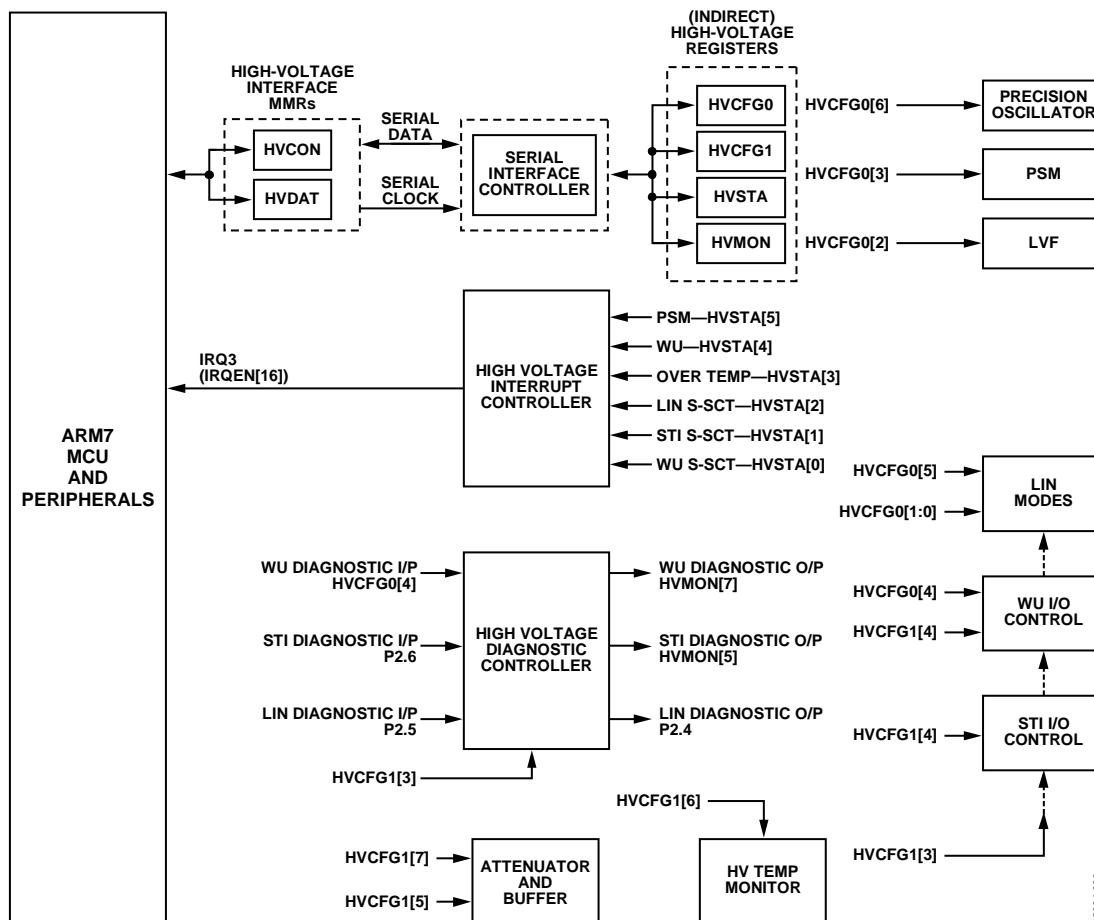 (INDIRECT)
HIGH-VOLTAGE
REGISTERS
HIGH-VOLTAGE
INTERFACE
MMRs
HVCON
HVDAT
SERIAL
DATA
SERIAL
CLOCK
SERIAL
INTERFACE
CONTROLLER
HVCFG0
HVCFG1
HVSTA
HVMON
HVCFG0[6]
PRECISION
OSCILLATOR
HVCFG0[3]
PSM
HVCFG0[2]
LVF
ARM7
MCU
AND
PERIPHERALS
IRQ3
(IRQEN[16])
HIGH VOLTAGE
INTERRUPT
CONTROLLER
PSM—HVSTA[5]
WU—HVSTA[4]
OVER TEMP—HVSTA[3]
LIN S-SCT—HVSTA[2]
STI S-SCT—HVSTA[1]
WU S-SCT—HVSTA[0]
HVCFG0[5]
HVCFG0[1:0]
LIN
MODES
WU DIAGNOSTIC I/P
HVCFG0[4]
STI DIAGNOSTIC I/P
P2.6
LIN DIAGNOSTIC I/P
P2.5
HIGH VOLTAGE
DIAGNOSTIC
CONTROLLER
WU DIAGNOSTIC O/P
HVMON[7]
STI DIAGNOSTIC O/P
HVMON[5]
LIN DIAGNOSTIC O/P
P2.4
HVCFG1[3]
HVCFG0[4]
HVCFG1[4]
WU I/O
CONTROL
HVCFG1[4]
STI I/O
CONTROL
HVCFG1[3]
HVCFG1[7]
HVCFG1[5]
ATTENUATOR
AND
BUFFER
HVCFG1[6]
HV TEMP
MONITOR